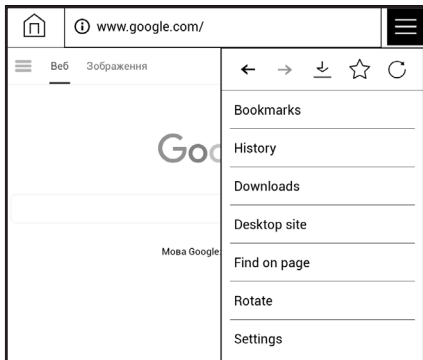 www.google.com/
Веб Зображення
Goo
Мова Google:
Bookmarks
History
Downloads
Desktop site
Find on page
Rotate
Settings